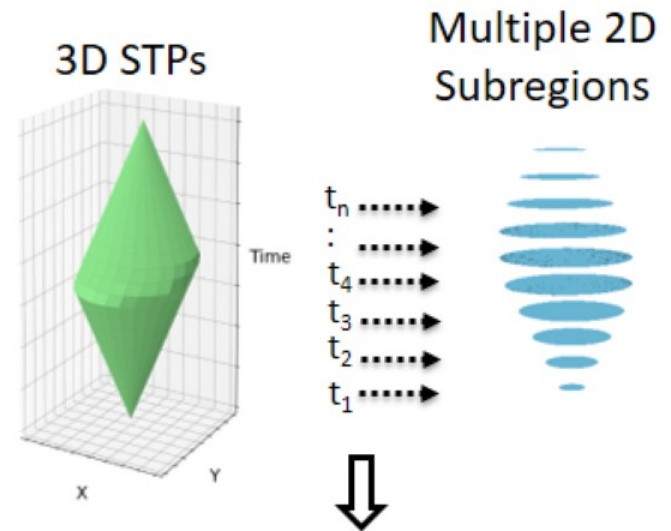 3D STPs
Multiple 2D
Subregions
Time
X
Y
tₙ
:
t₄
t₃
t₂
t₁